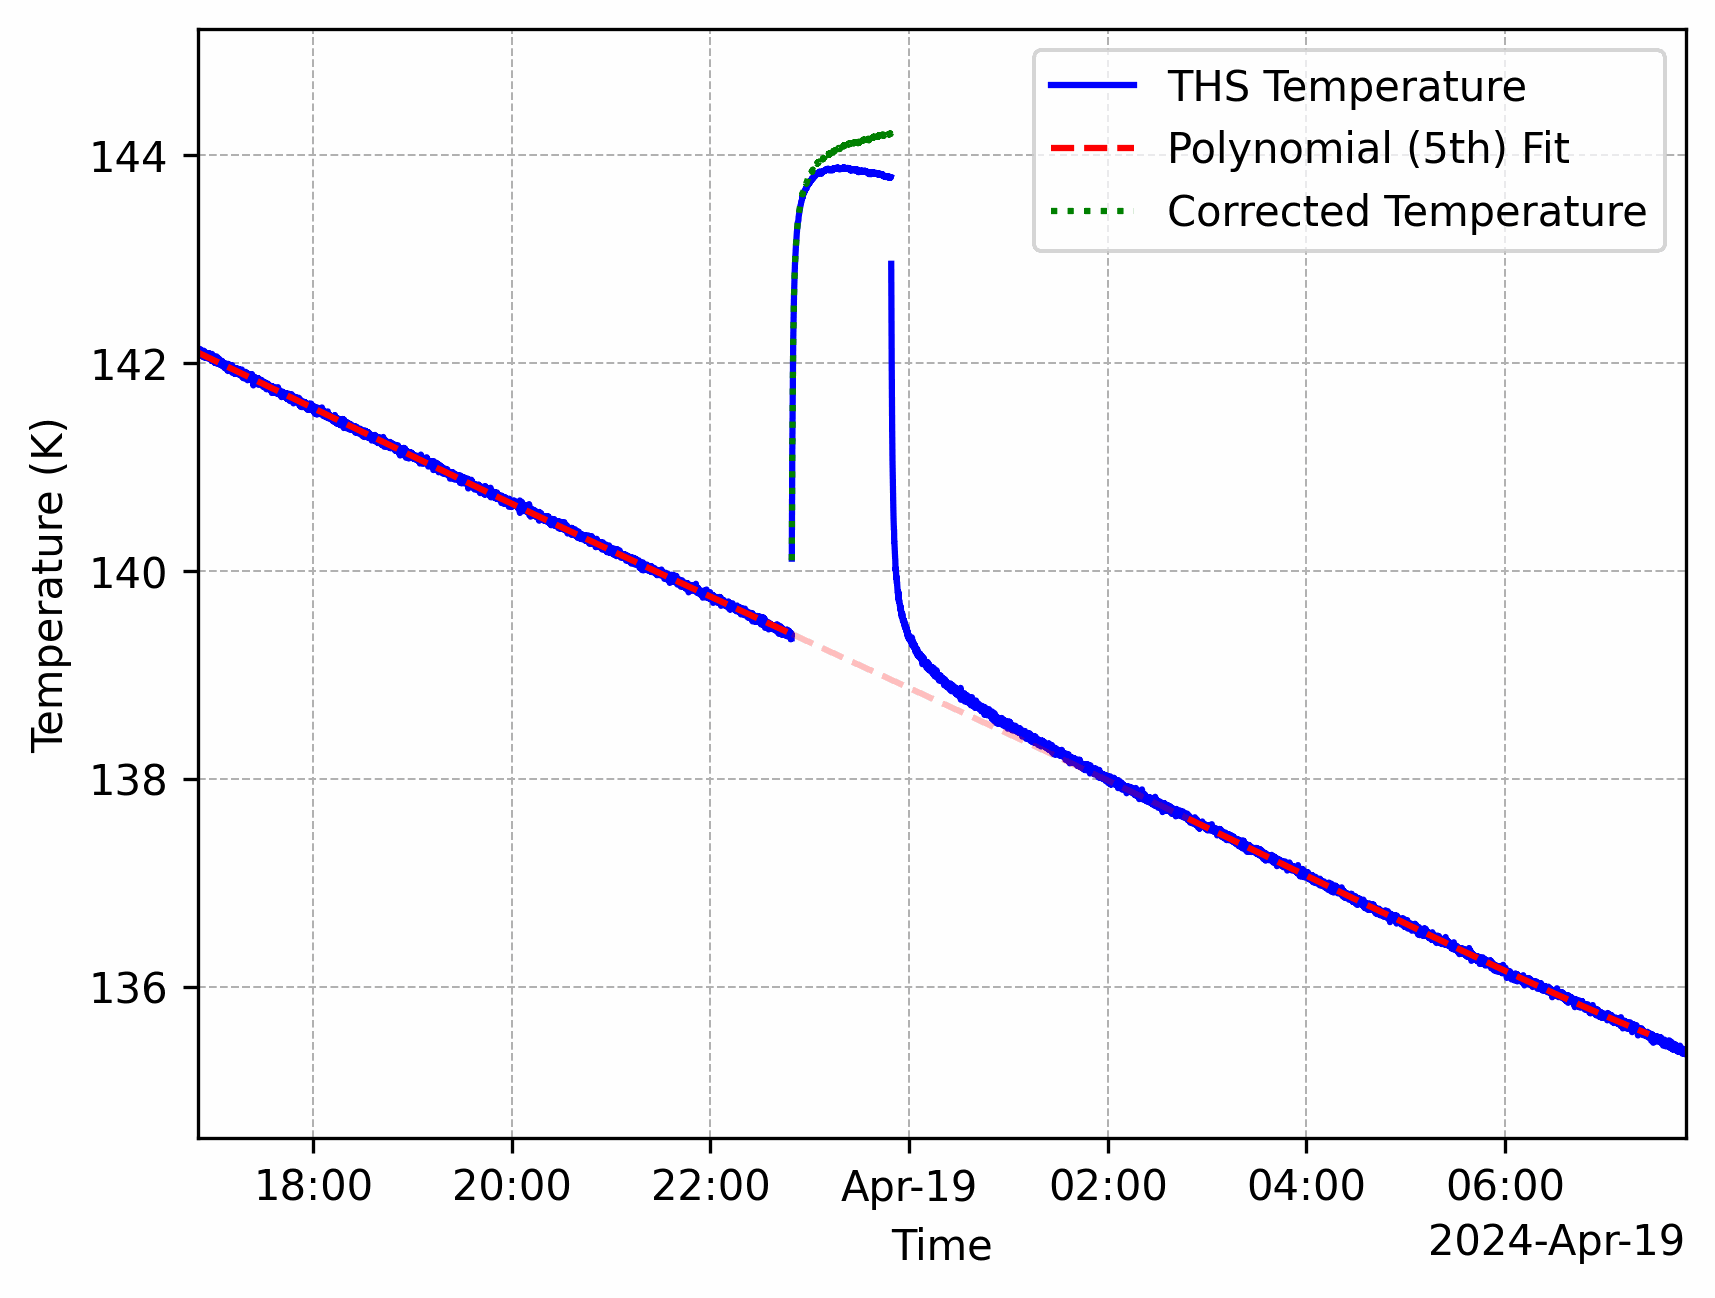 THS Temperature
Polynomial (5th) Fit
Corrected Temperature
144
142
140
138
136
Temperature (K)
18:00
20:00
22:00
Apr-19
02:00
04:00
06:00
Time
2024-Apr-19